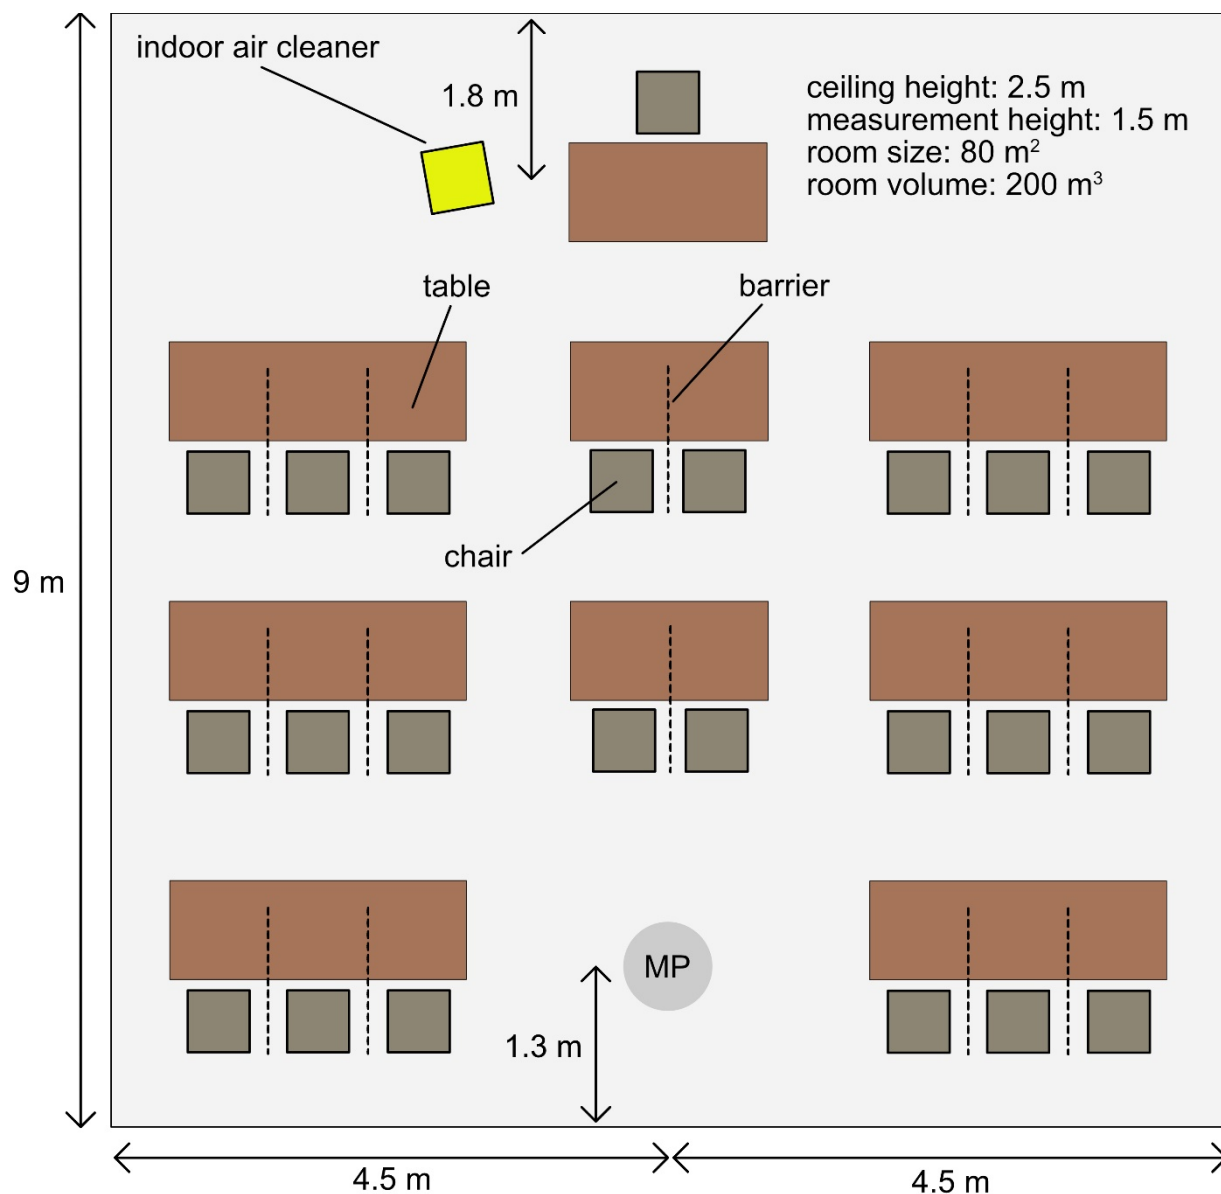 indoor air cleaner
1.8 m
ceiling height: 2.5 m
measurement height: 1.5 m
room size: 80 m²
room volume: 200 m³
table
barrier
chair
9 m
MP
1.3 m
4.5 m
4.5 m